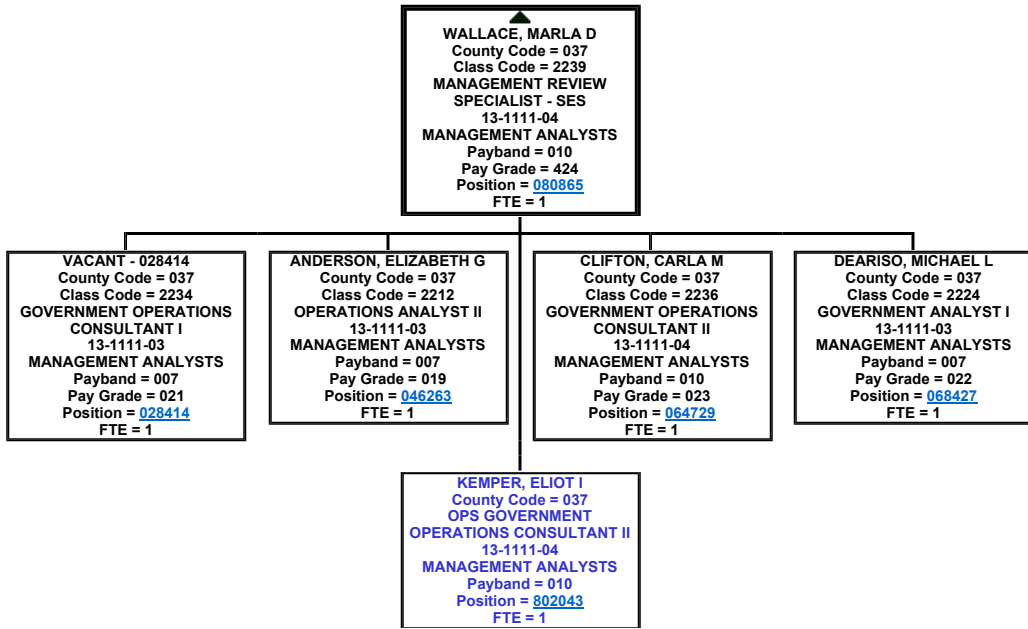 WALLACE, MARLA D
County Code = 037
Class Code = 2239
MANAGEMENT REVIEW
SPECIALIST - SES
13-1111-04
MANAGEMENT ANALYSTS
Payband = 010
Pay Grade = 424
Position = 080865
FTE = 1
VACANT - 028414
County Code = 037
Class Code = 2234
GOVERNMENT OPERATIONS
CONSULTANT I
13-1111-03
MANAGEMENT ANALYSTS
Payband = 007
Pay Grade = 021
Position = 028414
FTE = 1
ANDERSON, ELIZABETH G
County Code = 037
Class Code = 2212
OPERATIONS ANALYST II
13-1111-03
MANAGEMENT ANALYSTS
Payband = 007
Pay Grade = 019
Position = 046263
FTE = 1
CLIFTON, CARLA M
County Code = 037
Class Code = 2236
GOVERNMENT OPERATIONS
CONSULTANT II
13-1111-04
MANAGEMENT ANALYSTS
Payband = 010
Pay Grade = 023
Position = 064729
FTE = 1
DEARISO, MICHAEL L
County Code = 037
Class Code = 2224
GOVERNMENT ANALYST I
13-1111-03
MANAGEMENT ANALYSTS
Payband = 007
Pay Grade = 022
Position = 068427
FTE = 1
KEMPER, ELIOT I
County Code = 037
OPS GOVERNMENT
OPERATIONS CONSULTANT II
13-1111-04
MANAGEMENT ANALYSTS
Payband = 010
Position = 802043
FTE = 1